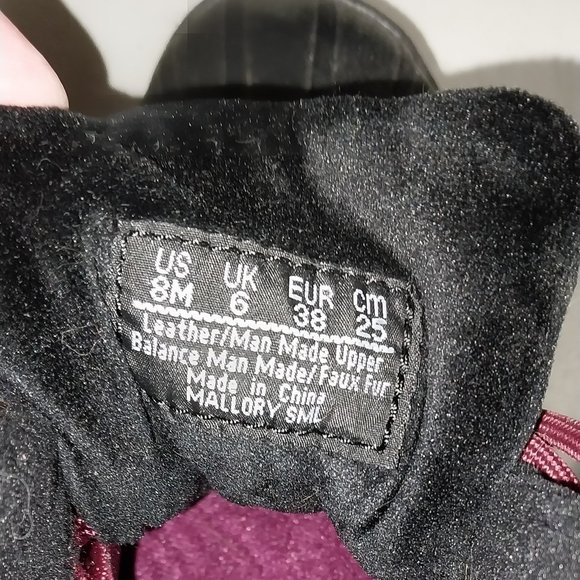 US UK EUR cm
8M 6 38 25
Leather/Man Made Upper
Balance Man Made/Faux Fur
Made in China
MALLORY SML